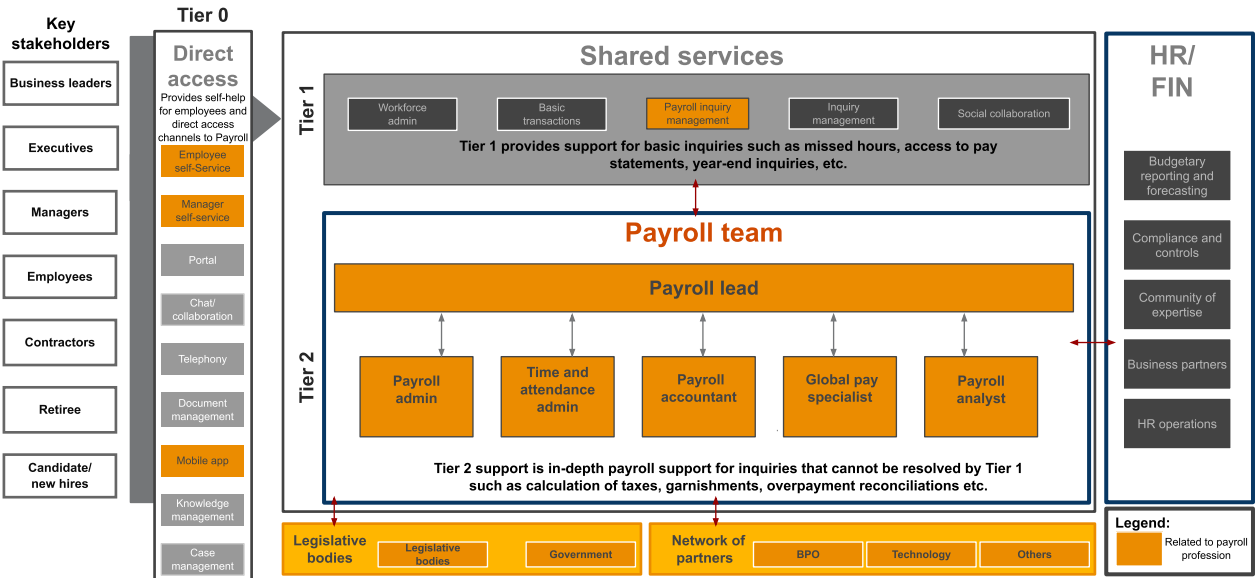 Key
stakeholders
Business leaders
Executives
Managers
Employees
Contractors
Retiree
Candidate/
new hires
Tier 0
Direct
access
Provides self-help
for employees and
direct access
channels to Payroll
Employee
self-Service
Manager
self-service
Portal
Chat/
collaboration
Telephony
Document
management
Mobile app
Knowledge
management
Case
management
Shared services
Tier 1
Workforce
admin
Basic
transactions
Payroll inquiry
management
Inquiry
management
Social collaboration
Tier 1 provides support for basic inquiries such as missed hours, access to pay
statements, year-end inquiries, etc.
Tier 2
Payroll team
Payroll lead
Payroll
admin
Time and
attendance
admin
Payroll
accountant
Global pay
specialist
Payroll
analyst
Tier 2 support is in-depth payroll support for inquiries that cannot be resolved by Tier 1
such as calculation of taxes, garnishments, overpayment reconciliations etc.
Legislative
bodies
Legislative
bodies
Government
Network of
partners
BPO
Technology
Others
HR/
FIN
Budgetary
reporting and
forecasting
Compliance and
controls
Community of
expertise
Business partners
HR operations
Legend:
Related to payroll
profession